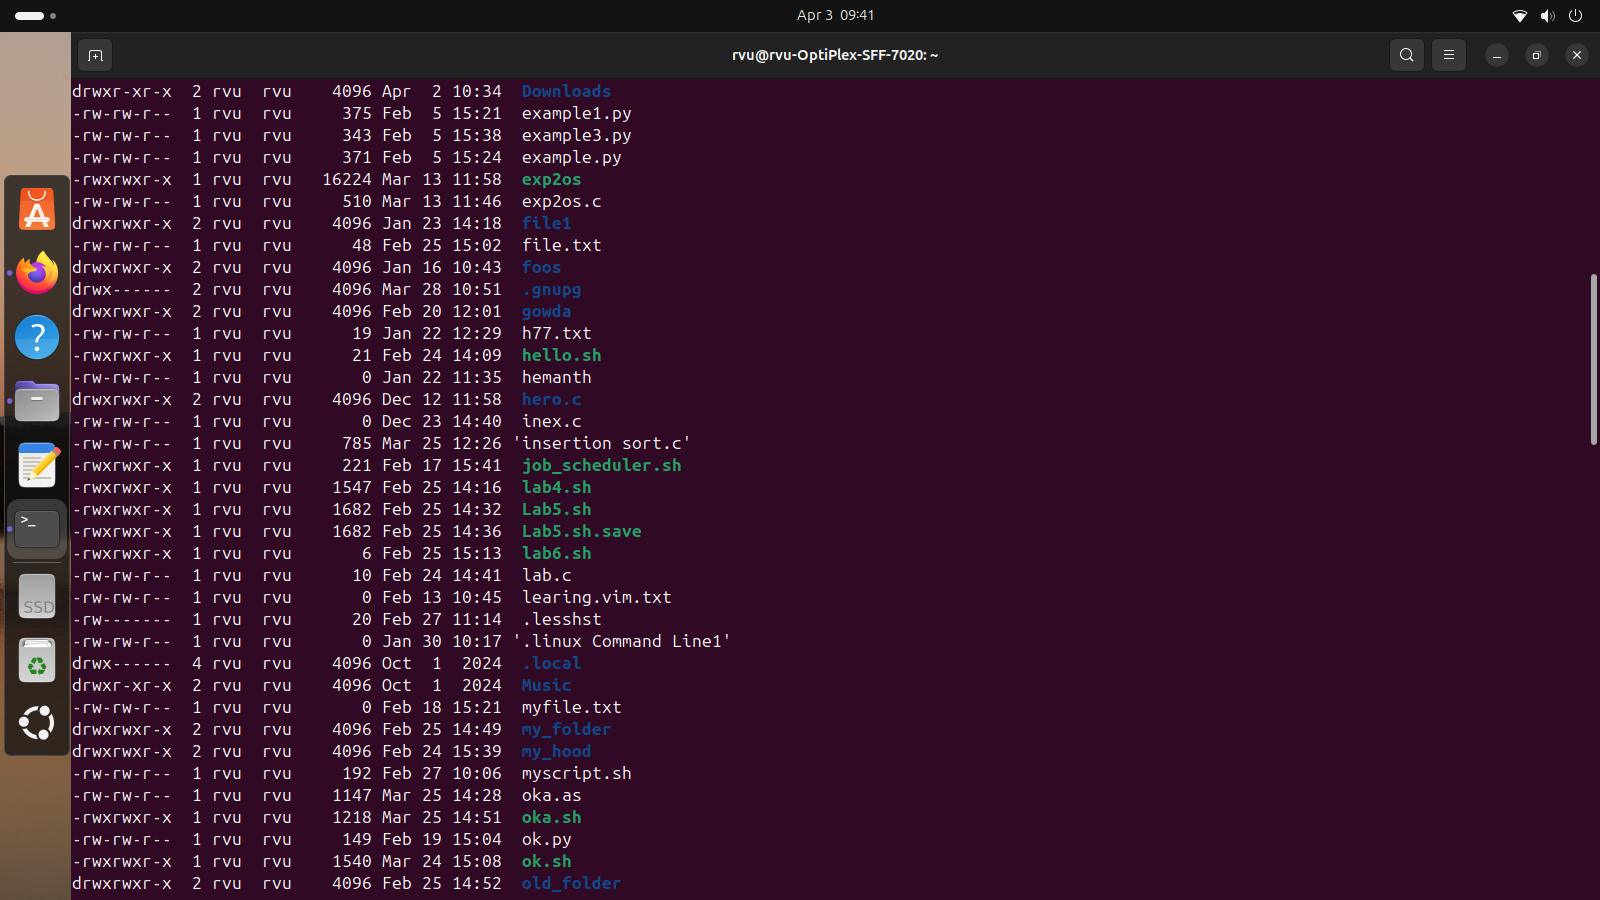 Apr 3 09:41
rvu@rvu-OptiPlex-SFF-7020: ~
drwxr-xr-x 2 rvu rvu 4096 Apr 2 10:34 Downloads
-rw-rw-r-- 1 rvu rvu 375 Feb 5 15:21 example1.py
-rw-rw-r-- 1 rvu rvu 343 Feb 5 15:38 example3.py
-rw-rw-r-- 1 rvu rvu 371 Feb 5 15:24 example.py
-rwxrwxr-x 1 rvu rvu 16224 Mar 13 11:58 exp2os
-rw-rw-r-- 1 rvu rvu 510 Mar 13 11:46 exp2os.c
drwxrwxr-x 2 rvu rvu 4096 Jan 23 14:18 file1
-rw-rw-r-- 1 rvu rvu 48 Feb 25 15:02 file.txt
drwxrwxr-x 2 rvu rvu 4096 Jan 16 10:43 foos
drwx------ 2 rvu rvu 4096 Mar 28 10:51 .gnupg
drwxrwxr-x 2 rvu rvu 4096 Feb 20 12:01 gowda
-rw-rw-r-- 1 rvu rvu 19 Jan 22 12:29 h77.txt
-rwxrwxr-x 1 rvu rvu 21 Feb 24 14:09 hello.sh
-rw-rw-r-- 1 rvu rvu 0 Jan 22 11:35 hemanth
drwxrwxr-x 2 rvu rvu 4096 Dec 12 11:58 hero.c
-rw-rw-r-- 1 rvu rvu 0 Dec 23 14:40 inex.c
-rw-rw-r-- 1 rvu rvu 785 Mar 25 12:26 'insertion sort.c'
-rwxrwxr-x 1 rvu rvu 221 Feb 17 15:41 job_scheduler.sh
-rwxrwxr-x 1 rvu rvu 1547 Feb 25 14:16 lab4.sh
-rwxrwxr-x 1 rvu rvu 1682 Feb 25 14:32 Lab5.sh
-rwxrwxr-x 1 rvu rvu 1682 Feb 25 14:36 Lab5.sh.save
-rwxrwxr-x 1 rvu rvu 6 Feb 25 15:13 lab6.sh
-rw-rw-r-- 1 rvu rvu 10 Feb 24 14:41 lab.c
-rw-rw-r-- 1 rvu rvu 0 Feb 13 10:45 learing.vim.txt
-rw------- 1 rvu rvu 20 Feb 27 11:14 .lesshst
-rw-rw-r-- 1 rvu rvu 0 Jan 30 10:17 '.linux Command Line1'
drwx------ 4 rvu rvu 4096 Oct 1 2024 .local
drwxr-xr-x 2 rvu rvu 4096 Oct 1 2024 Music
-rw-rw-r-- 1 rvu rvu 0 Feb 18 15:21 myfile.txt
drwxrwxr-x 2 rvu rvu 4096 Feb 25 14:49 my_folder
drwxrwxr-x 2 rvu rvu 4096 Feb 24 15:39 my_hood
-rw-rw-r-- 1 rvu rvu 192 Feb 27 10:06 myscript.sh
-rw-rw-r-- 1 rvu rvu 1147 Mar 25 14:28 oka.as
-rwxrwxr-x 1 rvu rvu 1218 Mar 25 14:51 oka.sh
-rw-rw-r-- 1 rvu rvu 149 Feb 19 15:04 ok.py
-rwxrwxr-x 1 rvu rvu 1540 Mar 24 15:08 ok.sh
drwxrwxr-x 2 rvu rvu 4096 Feb 25 14:52 old_folder
SSD